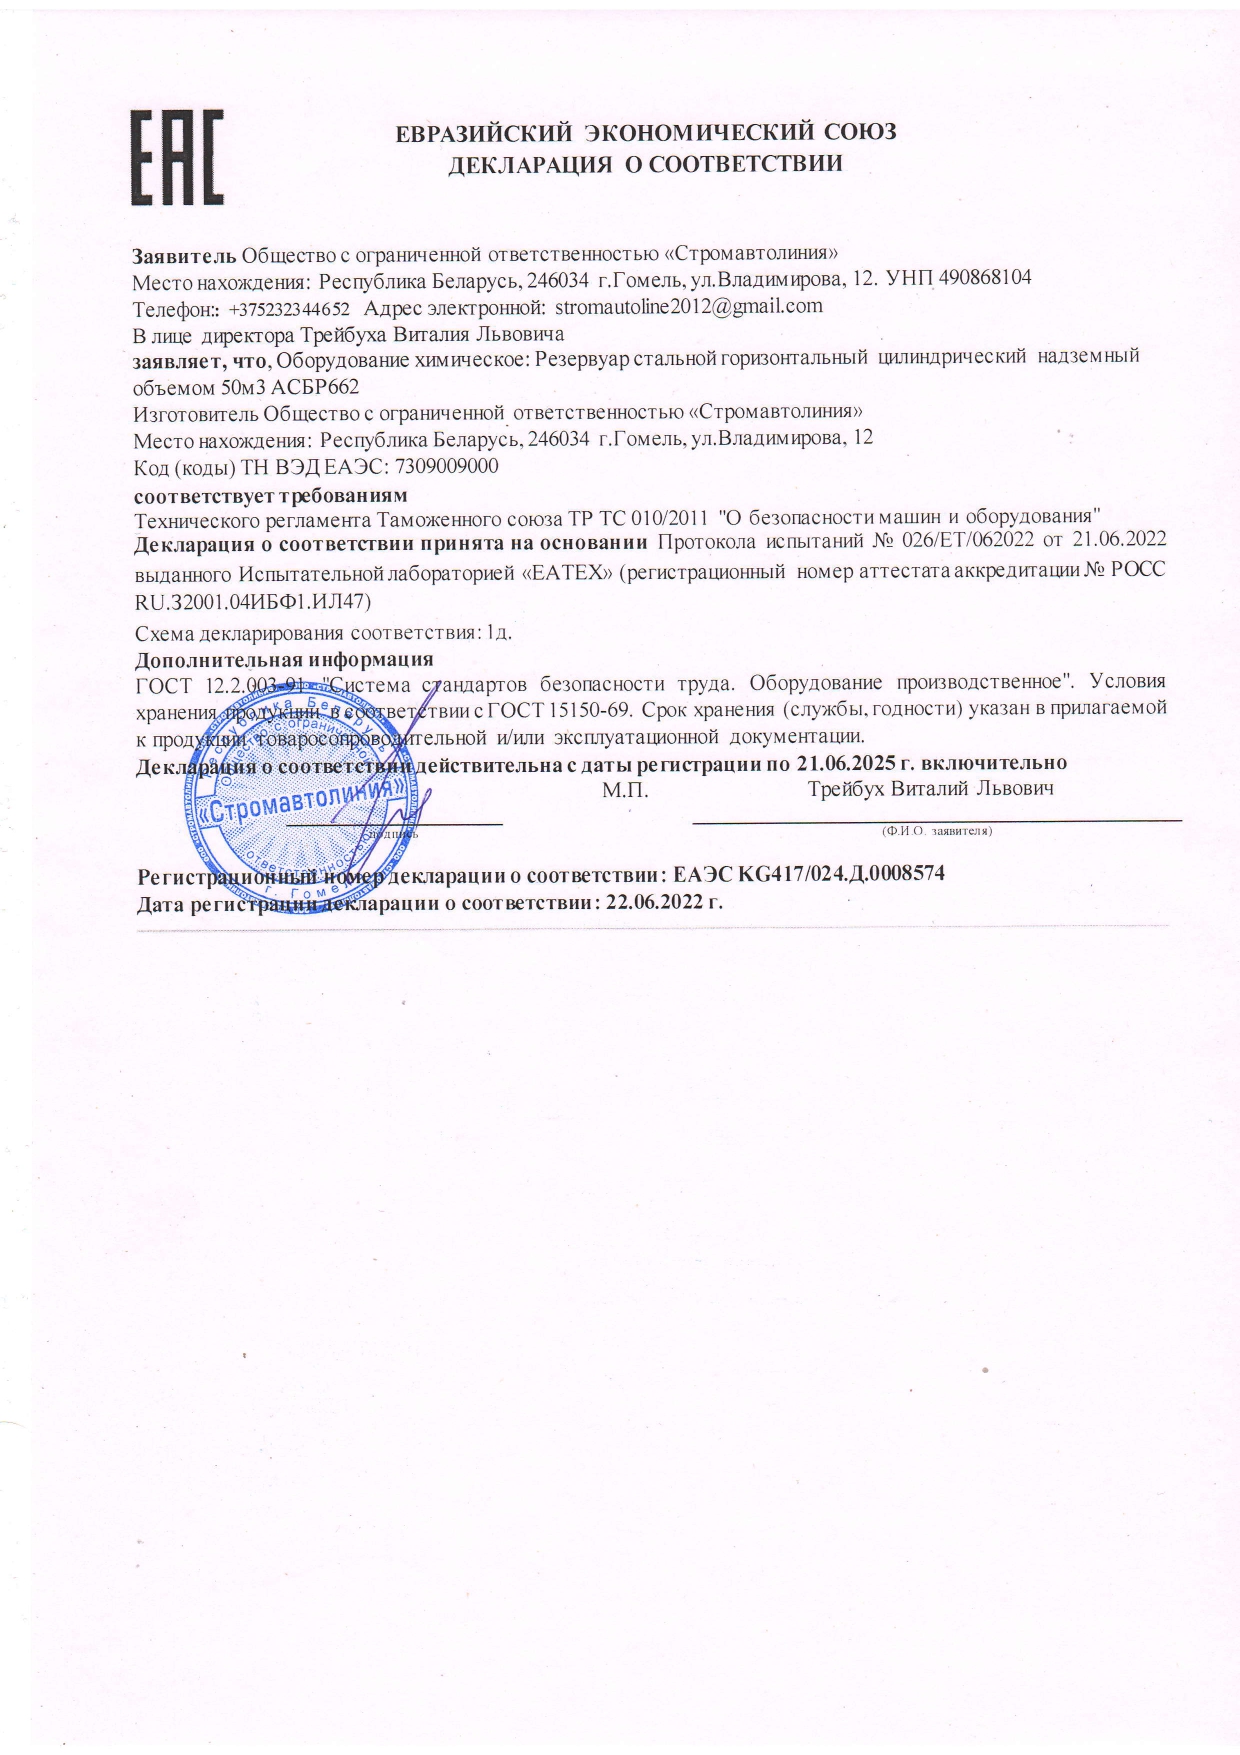 ЕАС
ЕВРАЗИЙСКИЙ ЭКОНОМИЧЕСКИЙ СОЮЗ
ДЕКЛАРАЦИЯ О СООТВЕТСТВИИ
Заявитель Общество с ограниченной ответственностью «Стромавтолиния»
Место нахождения: Республика Беларусь, 246034 г.Гомель, ул.Владимирова, 12. УНП 490868104
Телефон:: +375232344652 Адрес электронной: stromautoline2012@gmail.com
В лице директора Трейбуха Виталия Львовича
заявляет, что, Оборудование химическое: Резервуар стальной горизонтальный цилиндрический надземный
объемом 50м3 АСБР662
Изготовитель Общество с ограниченной ответственностью «Стромавтолиния»
Место нахождения: Республика Беларусь, 246034 г.Гомель, ул.Владимирова, 12
Код (коды) ТН ВЭД ЕАЭС: 7309009000
соответствует требованиям
Технического регламента Таможенного союза ТР ТС 010/2011 "О безопасности машин и оборудования"
Декларация о соответствии принята на основании Протокола испытаний № 026/ЕТ/062022 от 21.06.2022
выданного Испытательной лабораторией «ЕАТЕХ» (регистрационный номер аттестата аккредитации № РОСС
RU.32001.04ИБФ1.ИЛ47)
Схема декларирования соответствия: 1д.
Дополнительная информация
ГОСТ 12.2.003-91 "Система стандартов безопасности труда. Оборудование производственное". Условия
хранения продукции в соответствии с ГОСТ 15150-69. Срок хранения (службы, годности) указан в прилагаемой
к продукции товаросопроводительной и/или эксплуатационной документации.
Декларация о соответствии действительна с даты регистрации по 21.06.2025 г. включительно
М.П. Трейбух Виталий Львович
подпись (Ф.И.О. заявителя)
Республика Беларусь
Общество с ограниченной
«Стромавтолиния»
ответственностью
г. Гомель
Регистрационный номер декларации о соответствии: ЕАЭС KG417/024.Д.0008574
Дата регистрации декларации о соответствии: 22.06.2022 г.